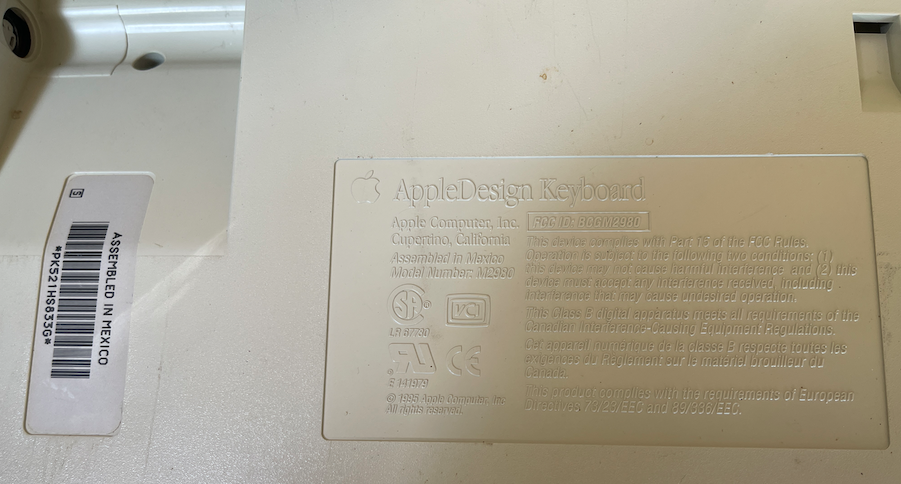 S
ASSEMBLED IN MEXICO
*PK521HS833G*
AppleDesign Keyboard
Apple Computer, Inc.
Cupertino, California
Assembled in Mexico
Model Number: M2980
LR 87790
E 141979
© 1995 Apple Computer, Inc.
All rights reserved.
FCC ID: BCGM2980
This device complies with Part 15 of the FCC Rules.
Operation is subject to the following two conditions: (1)
this device may not cause harmful interference, and (2) this
device must accept any interference received, including
interference that may cause undesired operation.
This Class B digital apparatus meets all requirements of the
Canadian Interference-Causing Equipment Regulations.
Cet appareil numérique de la classe B respecte toutes les
exigences du Règlement sur le matériel brouilleur du
Canada.
This product complies with the requirements of European
Directives, 73/23/EEC and 89/336/EEC.
SA
VCI
CE